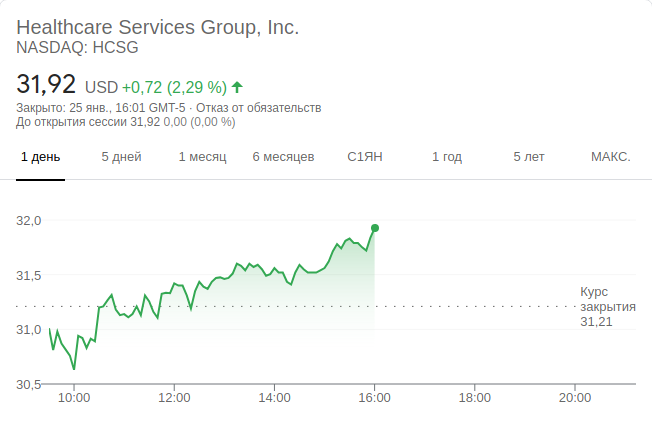 Healthcare Services Group, Inc.
NASDAQ: HCSG
31,92 USD +0,72 (2,29 %)
Закрыто: 25 янв., 16:01 GMT-5 · Отказ от обязательств
До открытия сессии 31,92 0,00 (0,00 %)
1 день 5 дней 1 месяц 6 месяцев С1ЯН 1 год 5 лет МАКС.
32,0
31,5
Курс
закрытия
31,21
31,0
30,5
10:00 12:00 14:00 16:00 18:00 20:00